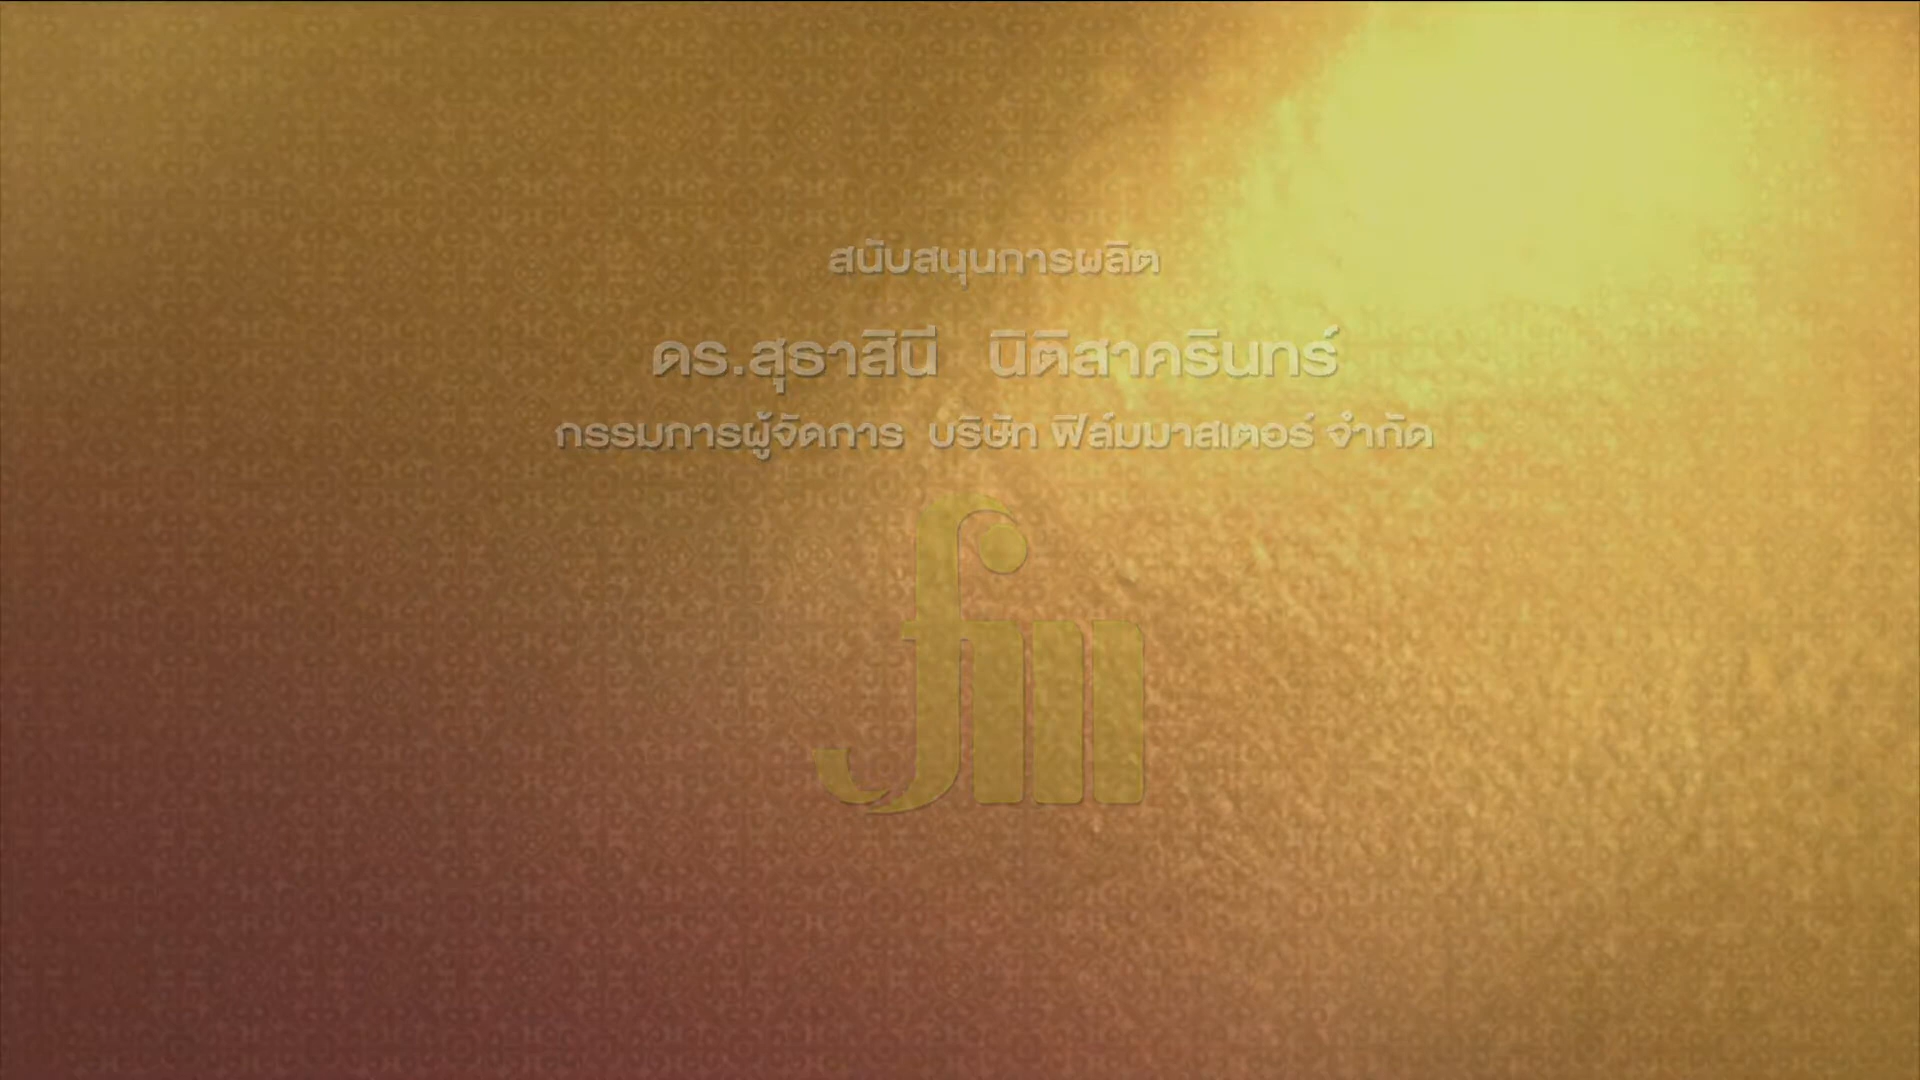 สนับสนุนการผลิต
ดร.สุราสินี นิติสาครินทร์
กรรมการผู้จัดการ บริษัท ฟิล์มมาสเตอร์ จำกัด
fm